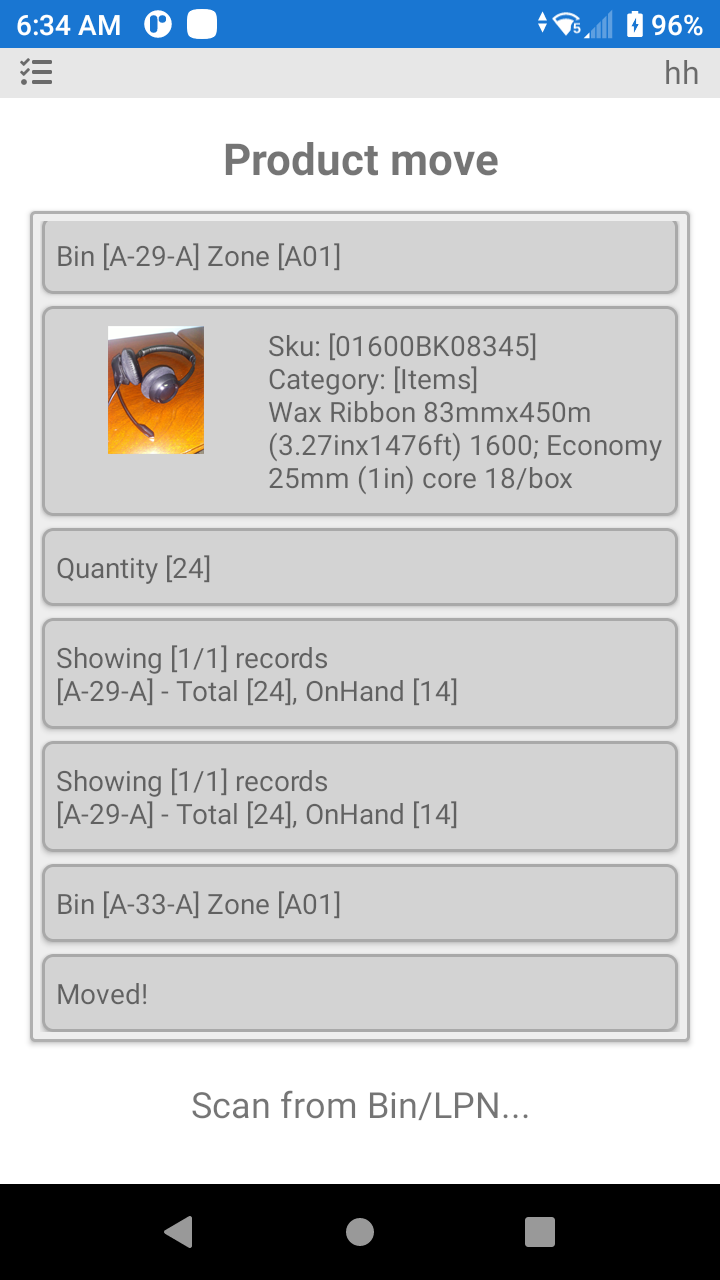 6:34 AM
5
96%
hh
Product move
Bin [A-29-A] Zone [A01]
Sku: [01600BK08345]
Category: [Items]
Wax Ribbon 83mmx450m
(3.27inx1476ft) 1600; Economy
25mm (1in) core 18/box
Quantity [24]
Showing [1/1] records
[A-29-A] - Total [24], OnHand [14]
Showing [1/1] records
[A-29-A] - Total [24], OnHand [14]
Bin [A-33-A] Zone [A01]
Moved!
Scan from Bin/LPN...